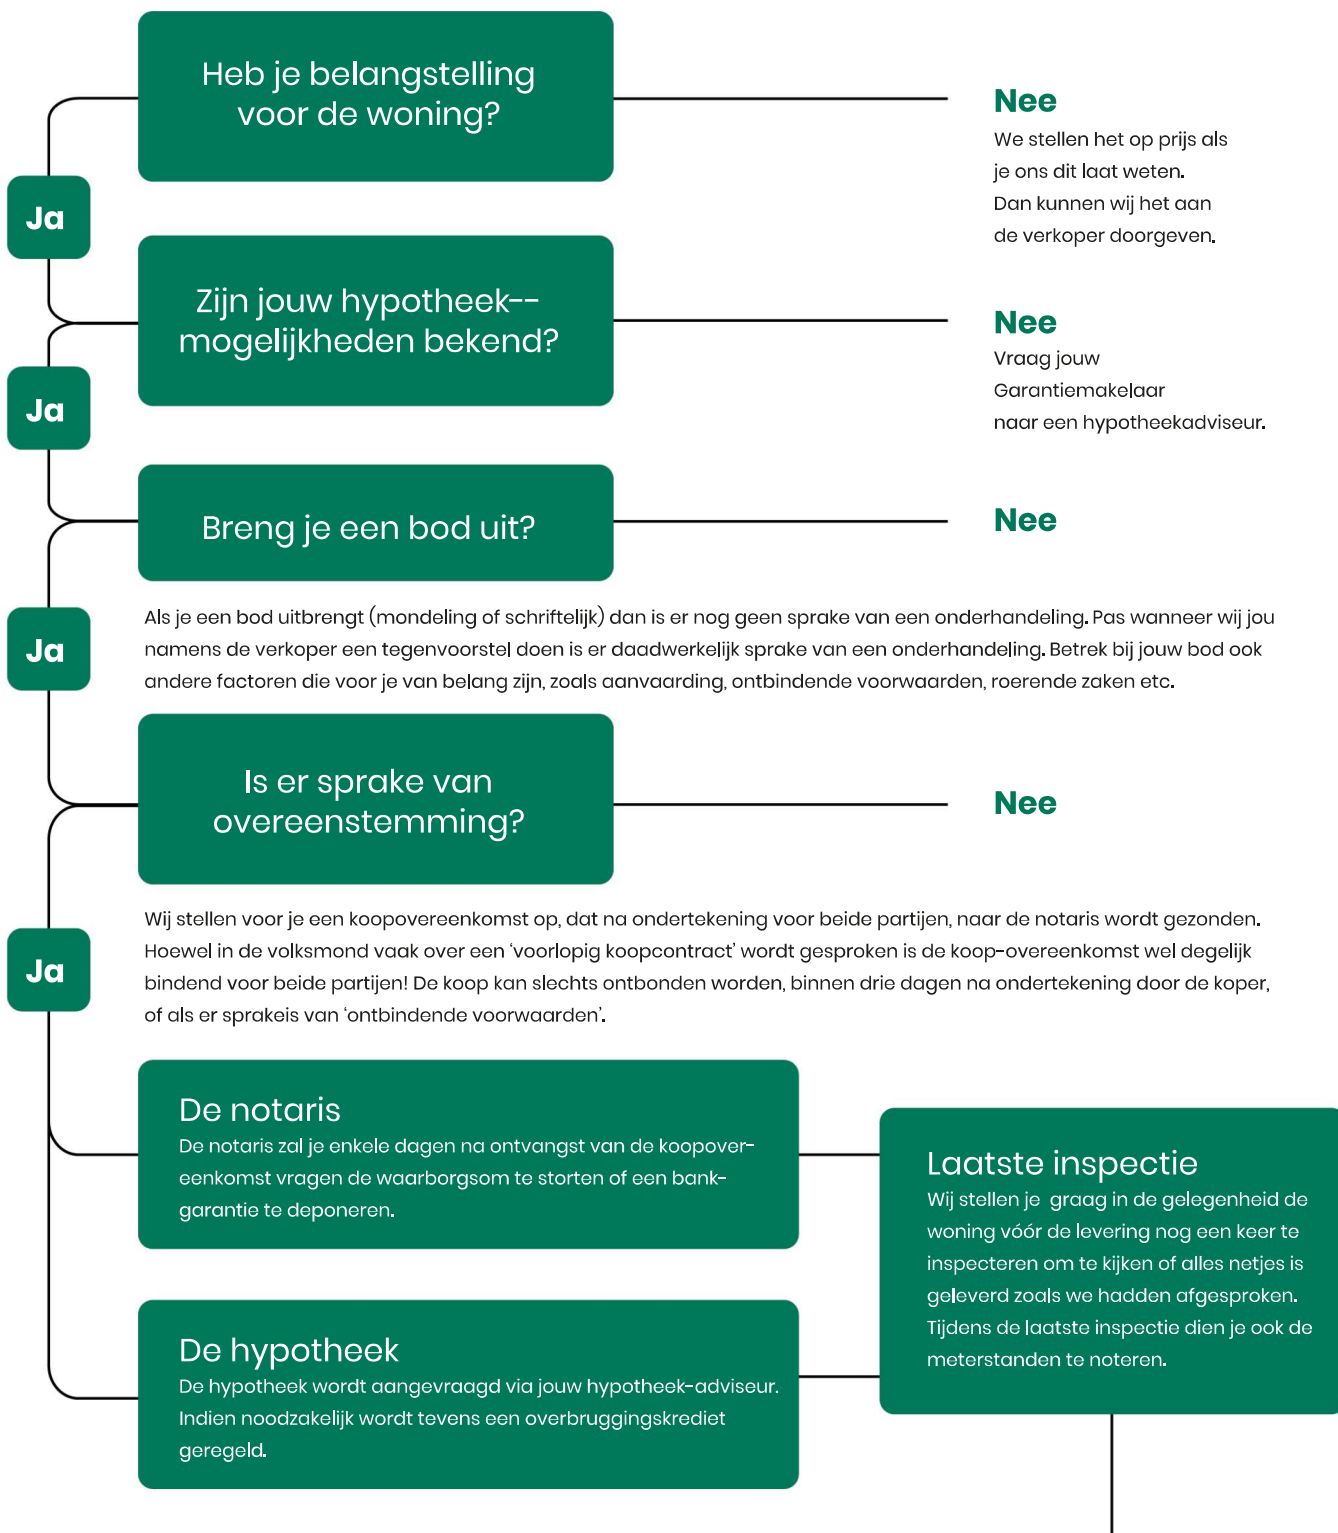 Heb je belangstelling
voor de woning?
Nee
We stellen het op prijs als
je ons dit laat weten.
Dan kunnen wij het aan
de verkoper doorgeven.
Ja
Zijn jouw hypotheek--
mogelijkheden bekend?
Nee
Vraag jouw
Garantiemakelaar
naar een hypotheekadviseur.
Ja
Breng je een bod uit?
Nee
Als je een bod uitbrengt (mondeling of schriftelijk) dan is er nog geen sprake van een onderhandeling. Pas wanneer wij jou
namens de verkoper een tegenvoorstel doen is er daadwerkelijk sprake van een onderhandeling. Betrek bij jouw bod ook
andere factoren die voor je van belang zijn, zoals aanvaarding, ontbindende voorwaarden, roerende zaken etc.
Ja
Is er sprake van
overeenstemming?
Nee
Wij stellen voor je een koopovereenkomst op, dat na ondertekening voor beide partijen, naar de notaris wordt gezonden.
Hoewel in de volksmond vaak over een ‘voorlopig koopcontract’ wordt gesproken is de koop-overeenkomst wel degelijk
bindend voor beide partijen! De koop kan slechts ontbonden worden, binnen drie dagen na ondertekening door de koper,
of als er sprakeis van ‘ontbindende voorwaarden’.
Ja
De notaris
De notaris zal je enkele dagen na ontvangst van de koopover-
eenkomst vragen de waarborgsom te storten of een bank-
garantie te deponeren.
Laatste inspectie
Wij stellen je graag in de gelegenheid de
woning vóór de levering nog een keer te
inspecteren om te kijken of alles netjes is
geleverd zoals we hadden afgesproken.
Tijdens de laatste inspectie dien je ook de
meterstanden te noteren.
De hypotheek
De hypotheek wordt aangevraagd via jouw hypotheek-adviseur.
Indien noodzakelijk wordt tevens een overbruggingskrediet
geregeld.